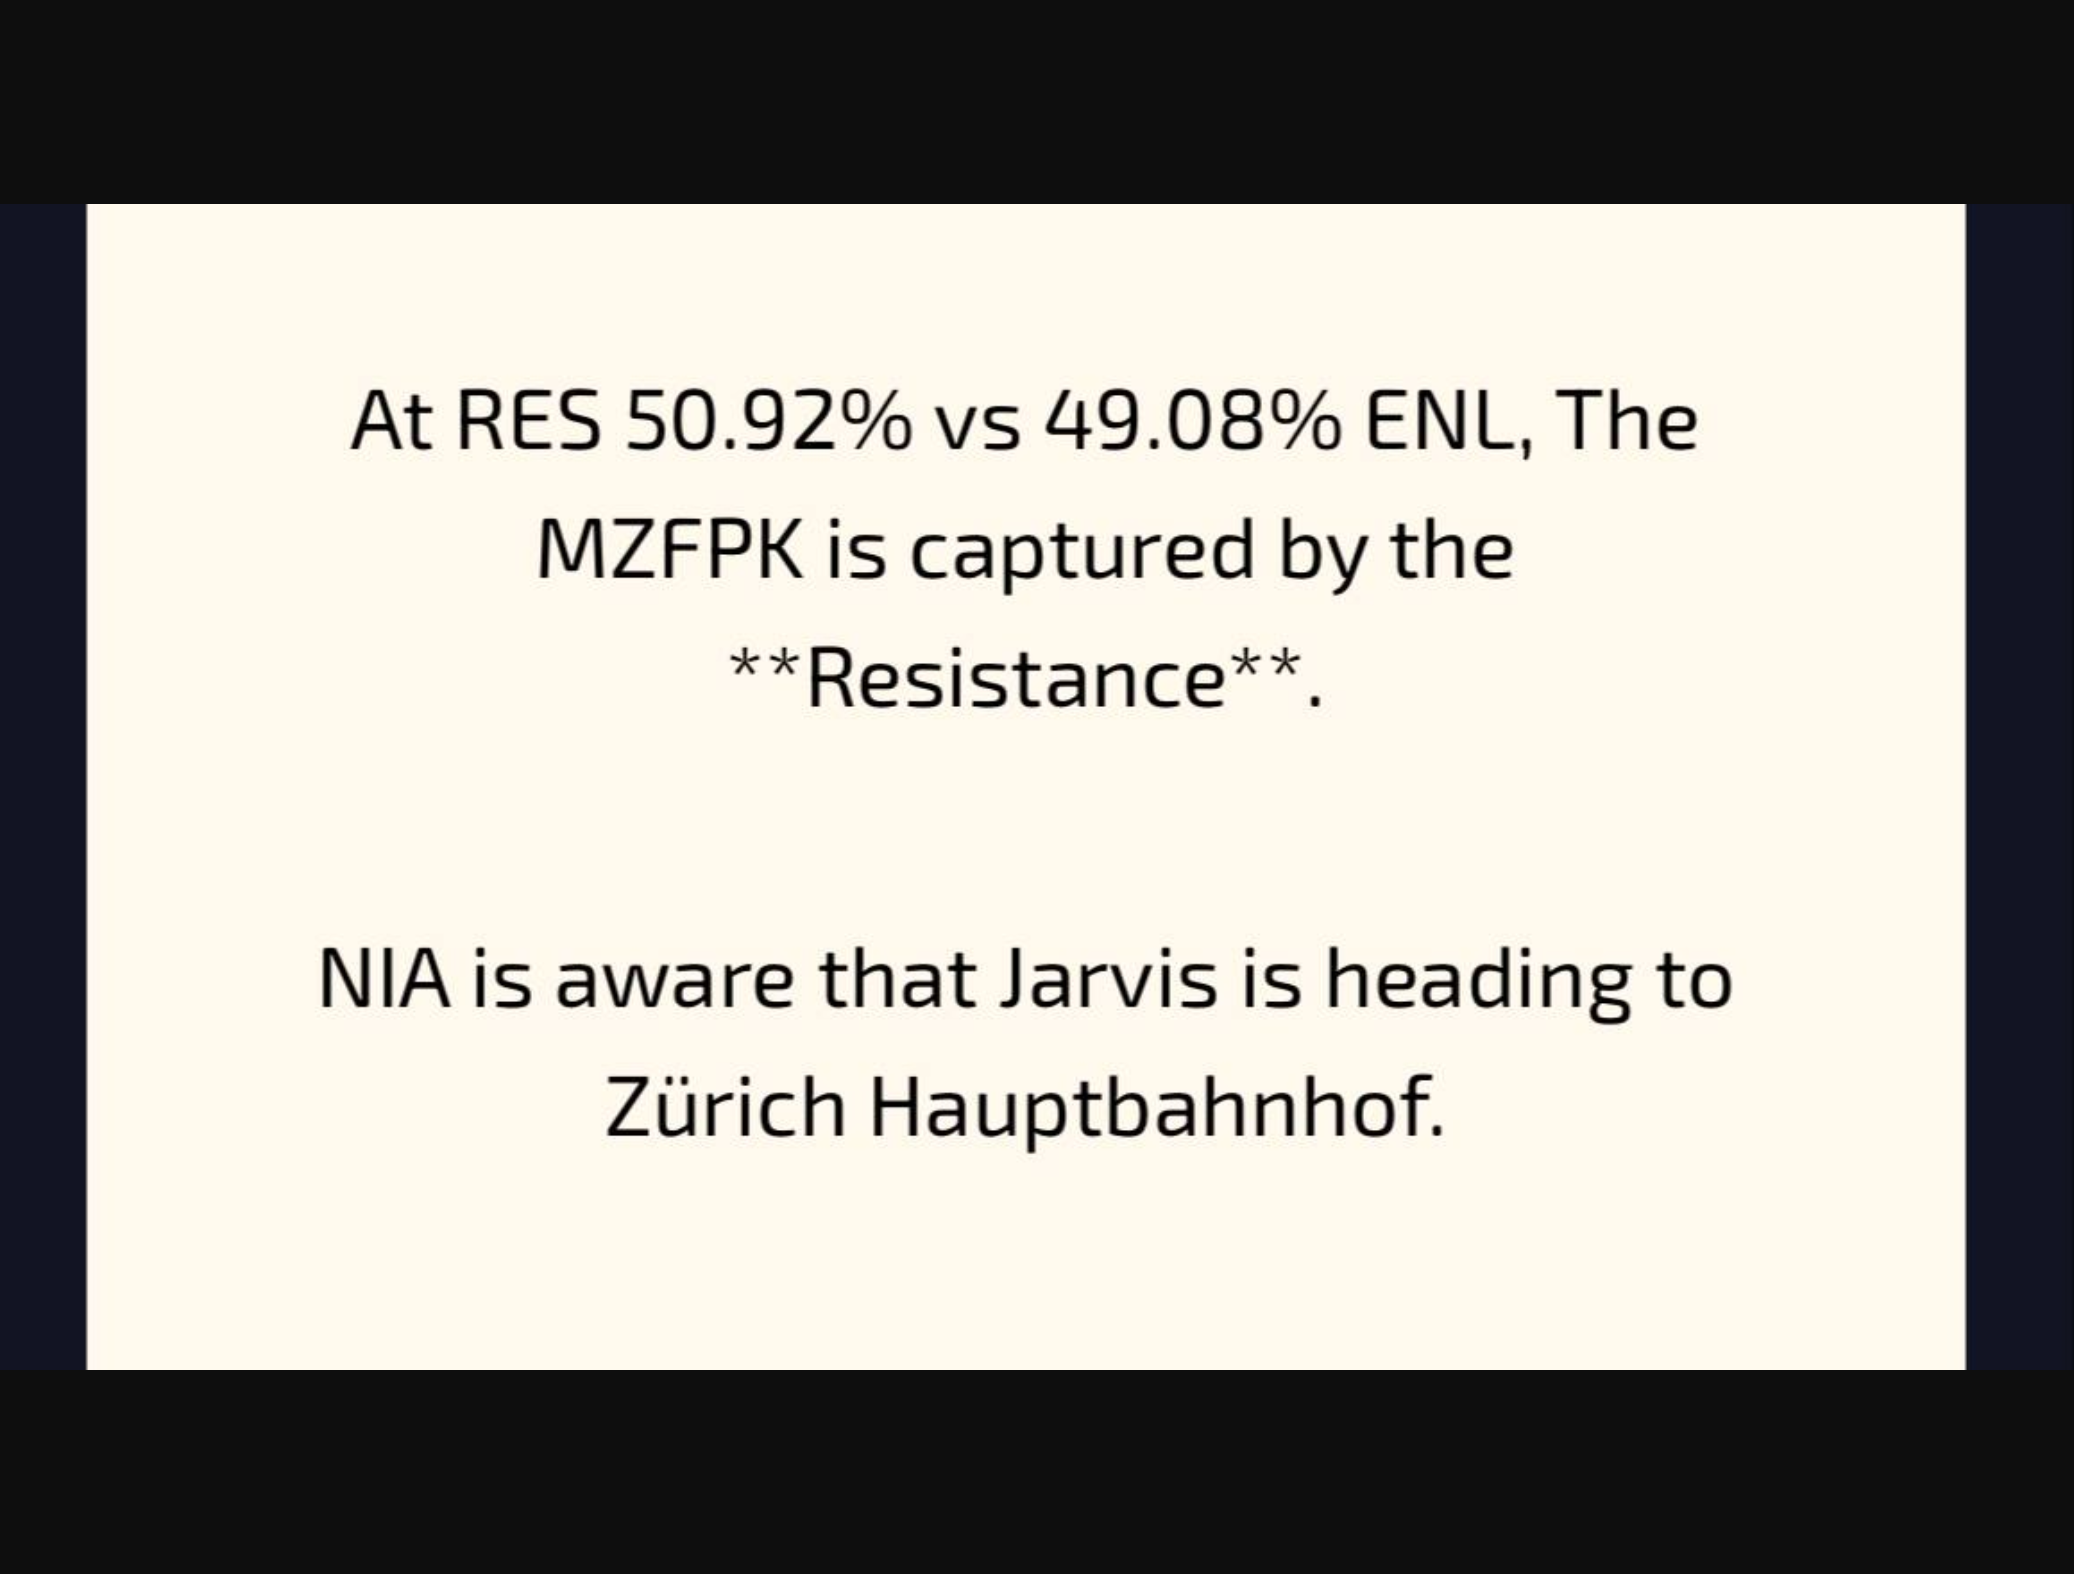 At RES 50.92% vs 49.08% ENL, The
MZFPK is captured by the
**Resistance**.
NIA is aware that Jarvis is heading to
Zürich Hauptbahnhof.